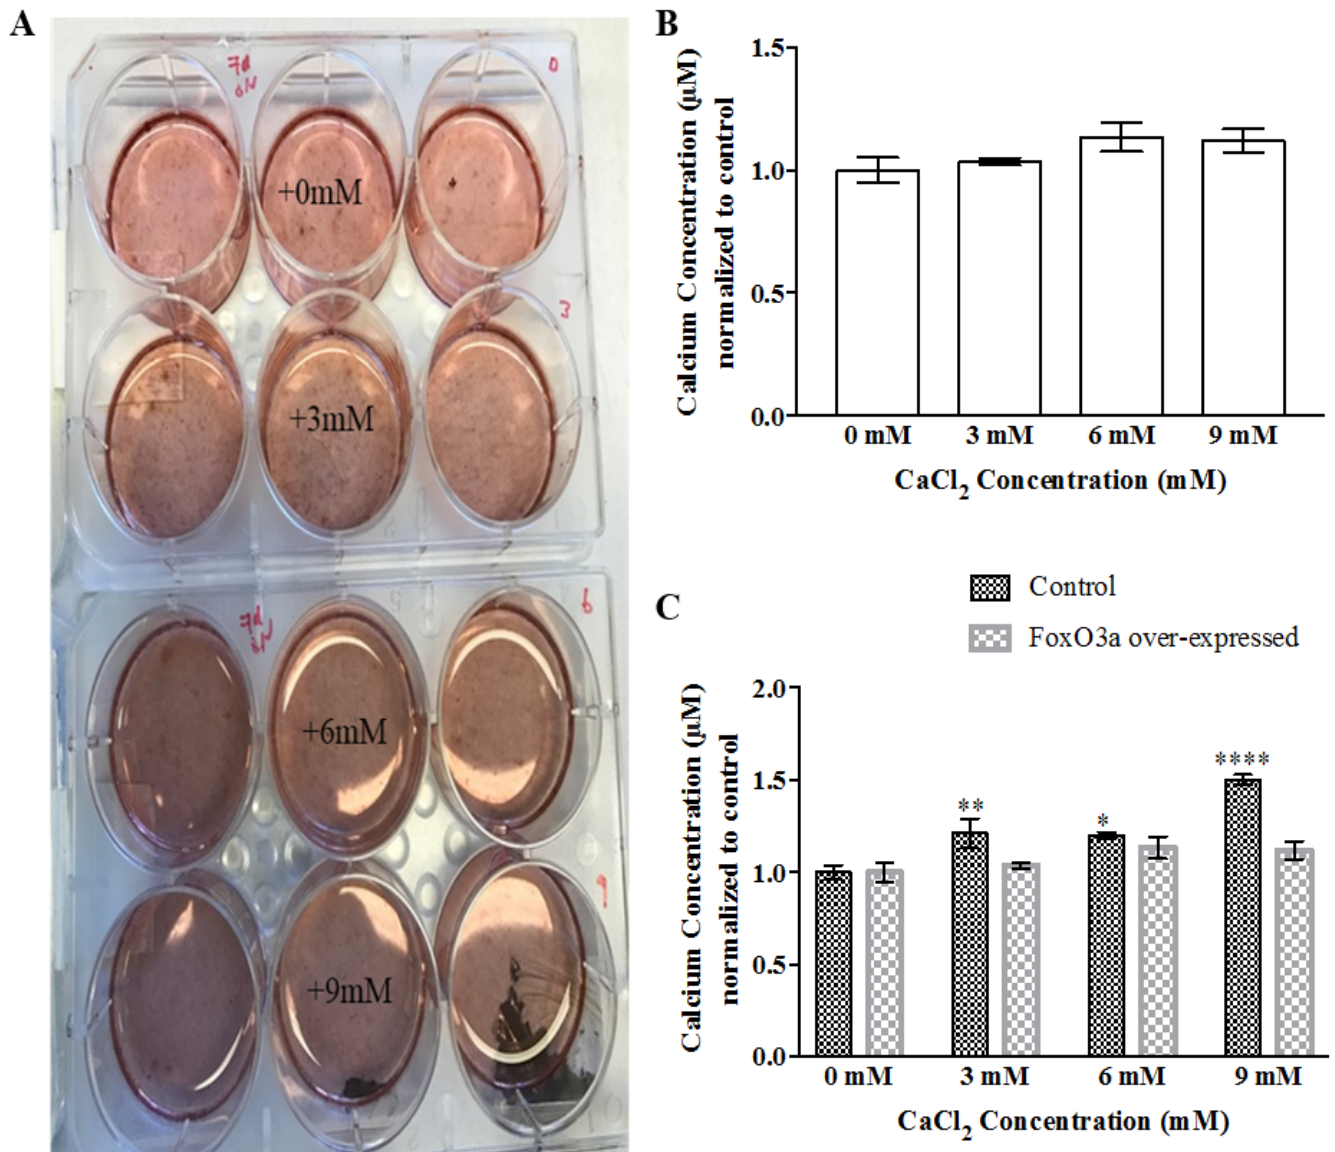 A
7d
0
+0mM
3
+3mM
7d
6
+6mM
9
+9mM
B
Calcium Concentration (µM)
normalized to control
1.5
1.0
0.5
0.0
0 mM 3 mM 6 mM 9 mM
CaCl₂ Concentration (mM)
C
Control
FoxO3a over-expressed
Calcium Concentration (µM)
normalized to control
2.0
1.5
1.0
0.5
0.0
**
*
****
0 mM 3 mM 6 mM 9 mM
CaCl₂ Concentration (mM)